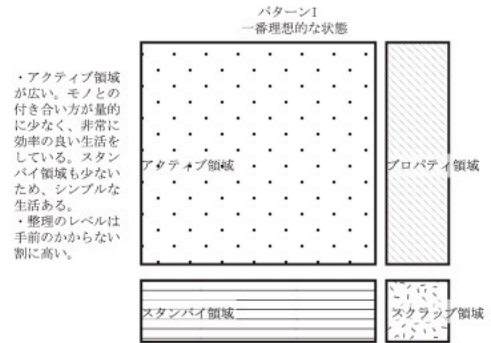 パターンI
一番理想的な状態
・アクティブ領域
が広い。モノとの
付き合い方が量的
に少なく、非常に
効率の良い生活を
している。スタン
バイ領域も少ない
ため、シンプルな
生活ある。
・整理のレベルは
手前のかからない
割に高い。
アクティブ領域
プロパティ領域
スタンバイ領域
スクラップ領域